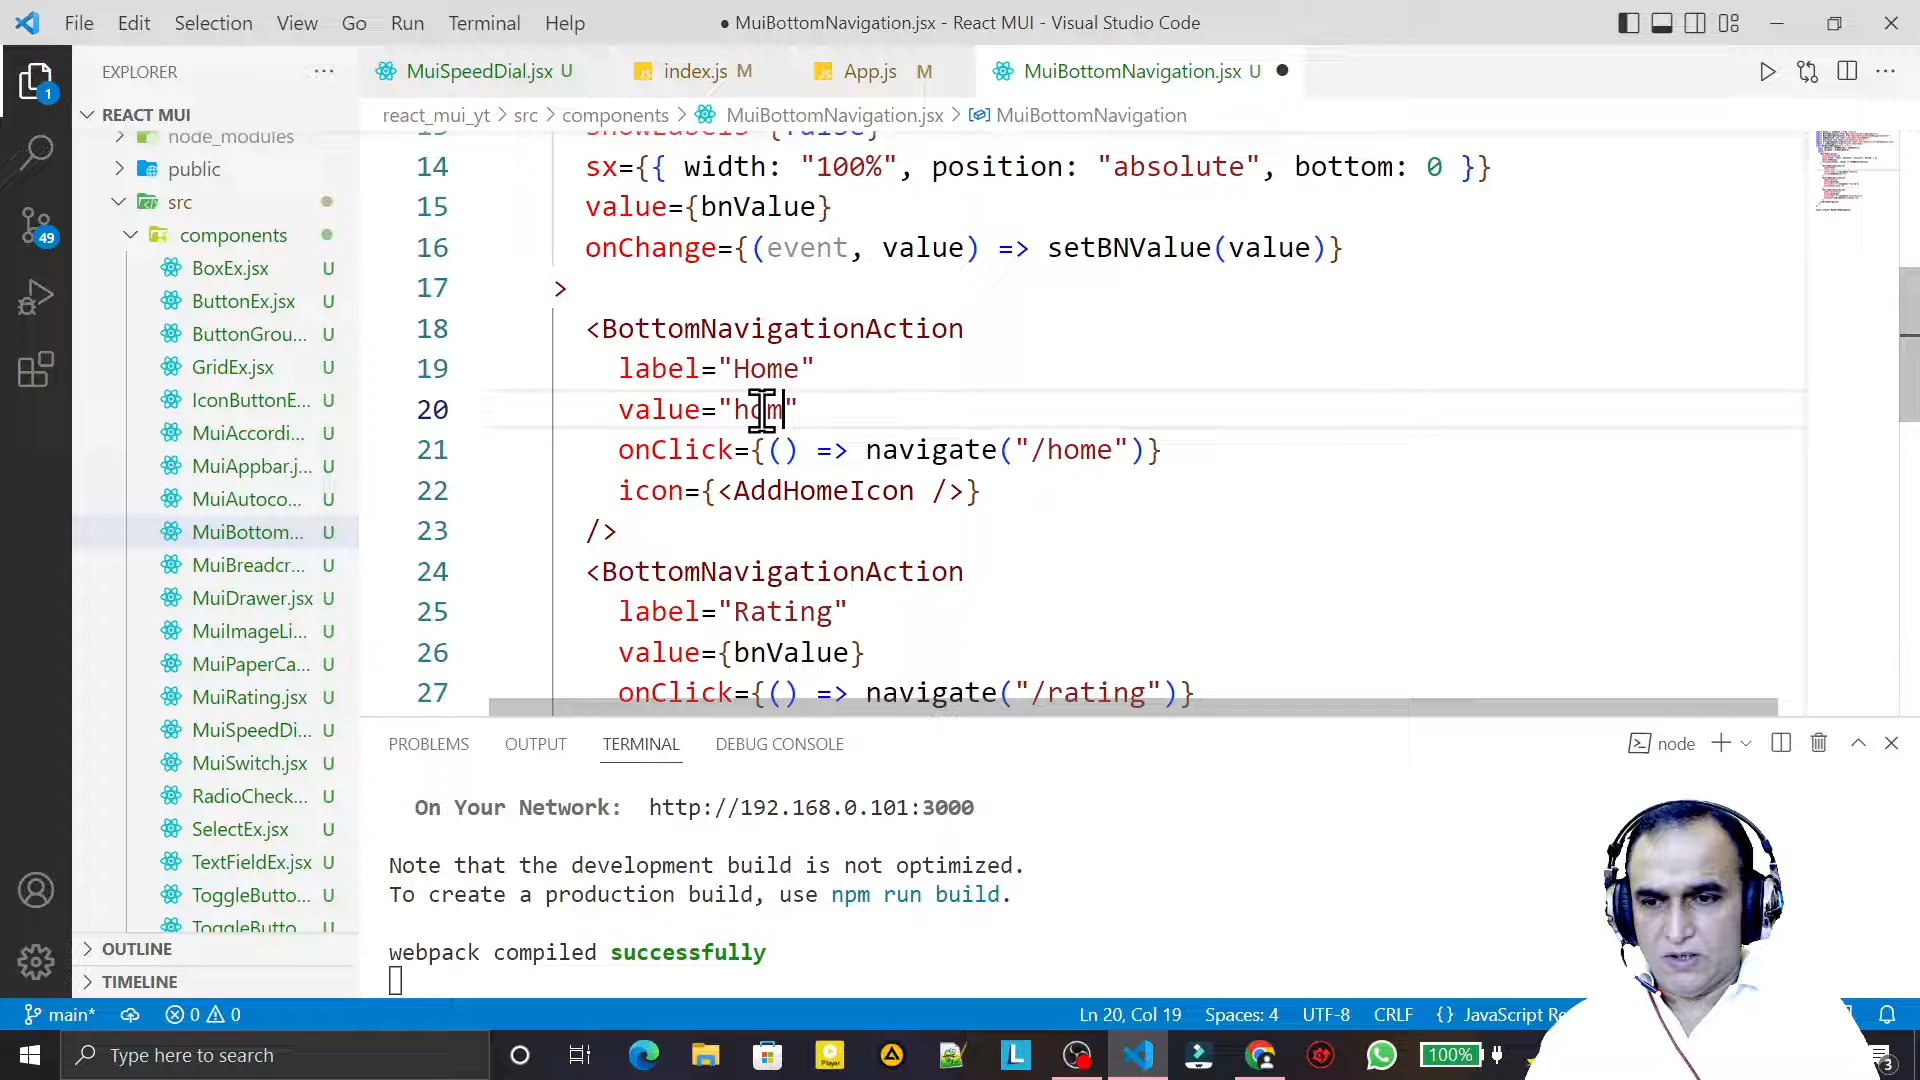 File Edit Selection View Go Run Terminal Help
● MuiBottomNavigation.jsx - React MUI - Visual Studio Code
EXPLORER ...
MuiSpeedDial.jsx U
index.js M
App.js M
MuiBottomNavigation.jsx U ●
REACT MUI
react_mui_yt > src > components > MuiBottomNavigation.jsx > MuiBottomNavigation
node_modules
public
src
components
BoxEx.jsx U
ButtonEx.jsx U
ButtonGrou... U
GridEx.jsx U
IconButtonE... U
MuiAccordi... U
MuiAppbar.j... U
MuiAutoco... U
MuiBottom... U
MuiBreadcr... U
MuiDrawer.jsx U
MuiImageLi... U
MuiPaperCa... U
MuiRating.jsx U
MuiSpeedDi... U
MuiSwitch.jsx U
RadioCheck... U
SelectEx.jsx U
TextFieldEx.jsx U
ToggleButto... U
ToggleButto U
OUTLINE
TIMELINE
1
49
14 sx={{ width: "100%", position: "absolute", bottom: 0 }}
15 value={bnValue}
16 onChange={(event, value) => setBNValue(value)}
17 >
18 <BottomNavigationAction
19 label="Home"
20 value="hom"
21 onClick={() => navigate("/home")}
22 icon={<AddHomeIcon />}
23 />
24 <BottomNavigationAction
25 label="Rating"
26 value={bnValue}
27 onClick={() => navigate("/rating")}
PROBLEMS OUTPUT TERMINAL DEBUG CONSOLE
node
On Your Network: http://192.168.0.101:3000
Note that the development build is not optimized.
To create a production build, use npm run build.
webpack compiled successfully
main* 0 0
Ln 20, Col 19 Spaces: 4 UTF-8 CRLF {} JavaScript Re
Type here to search
100%
3